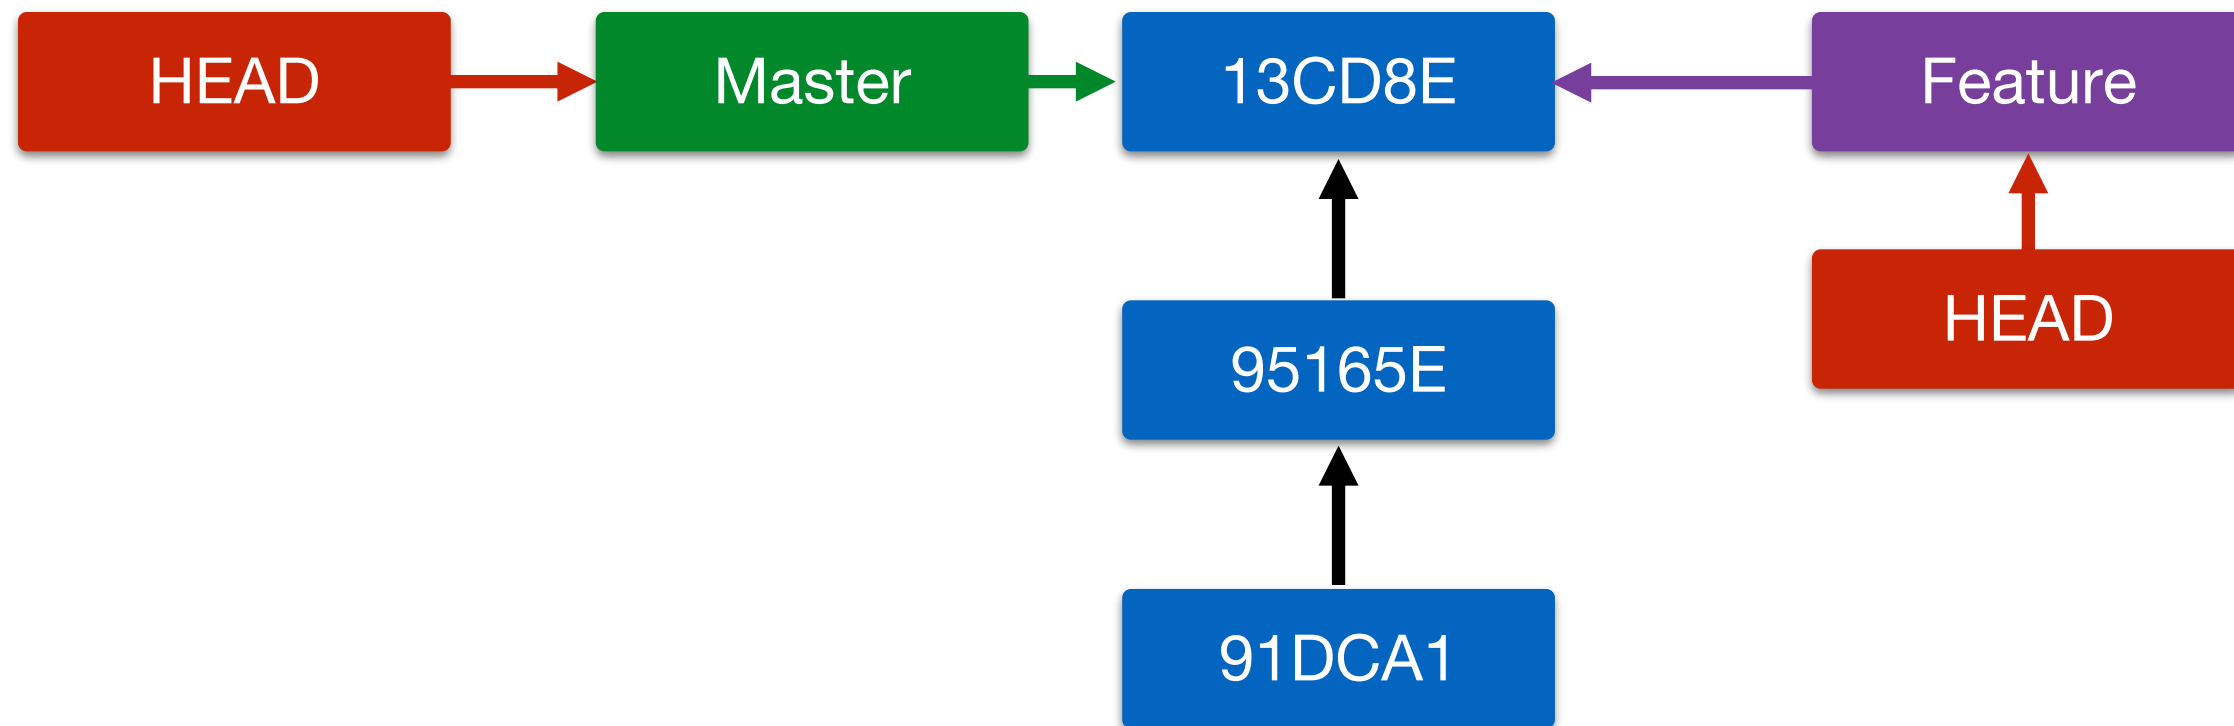 HEAD
Master
13CD8E
Feature
HEAD
95165E
91DCA1